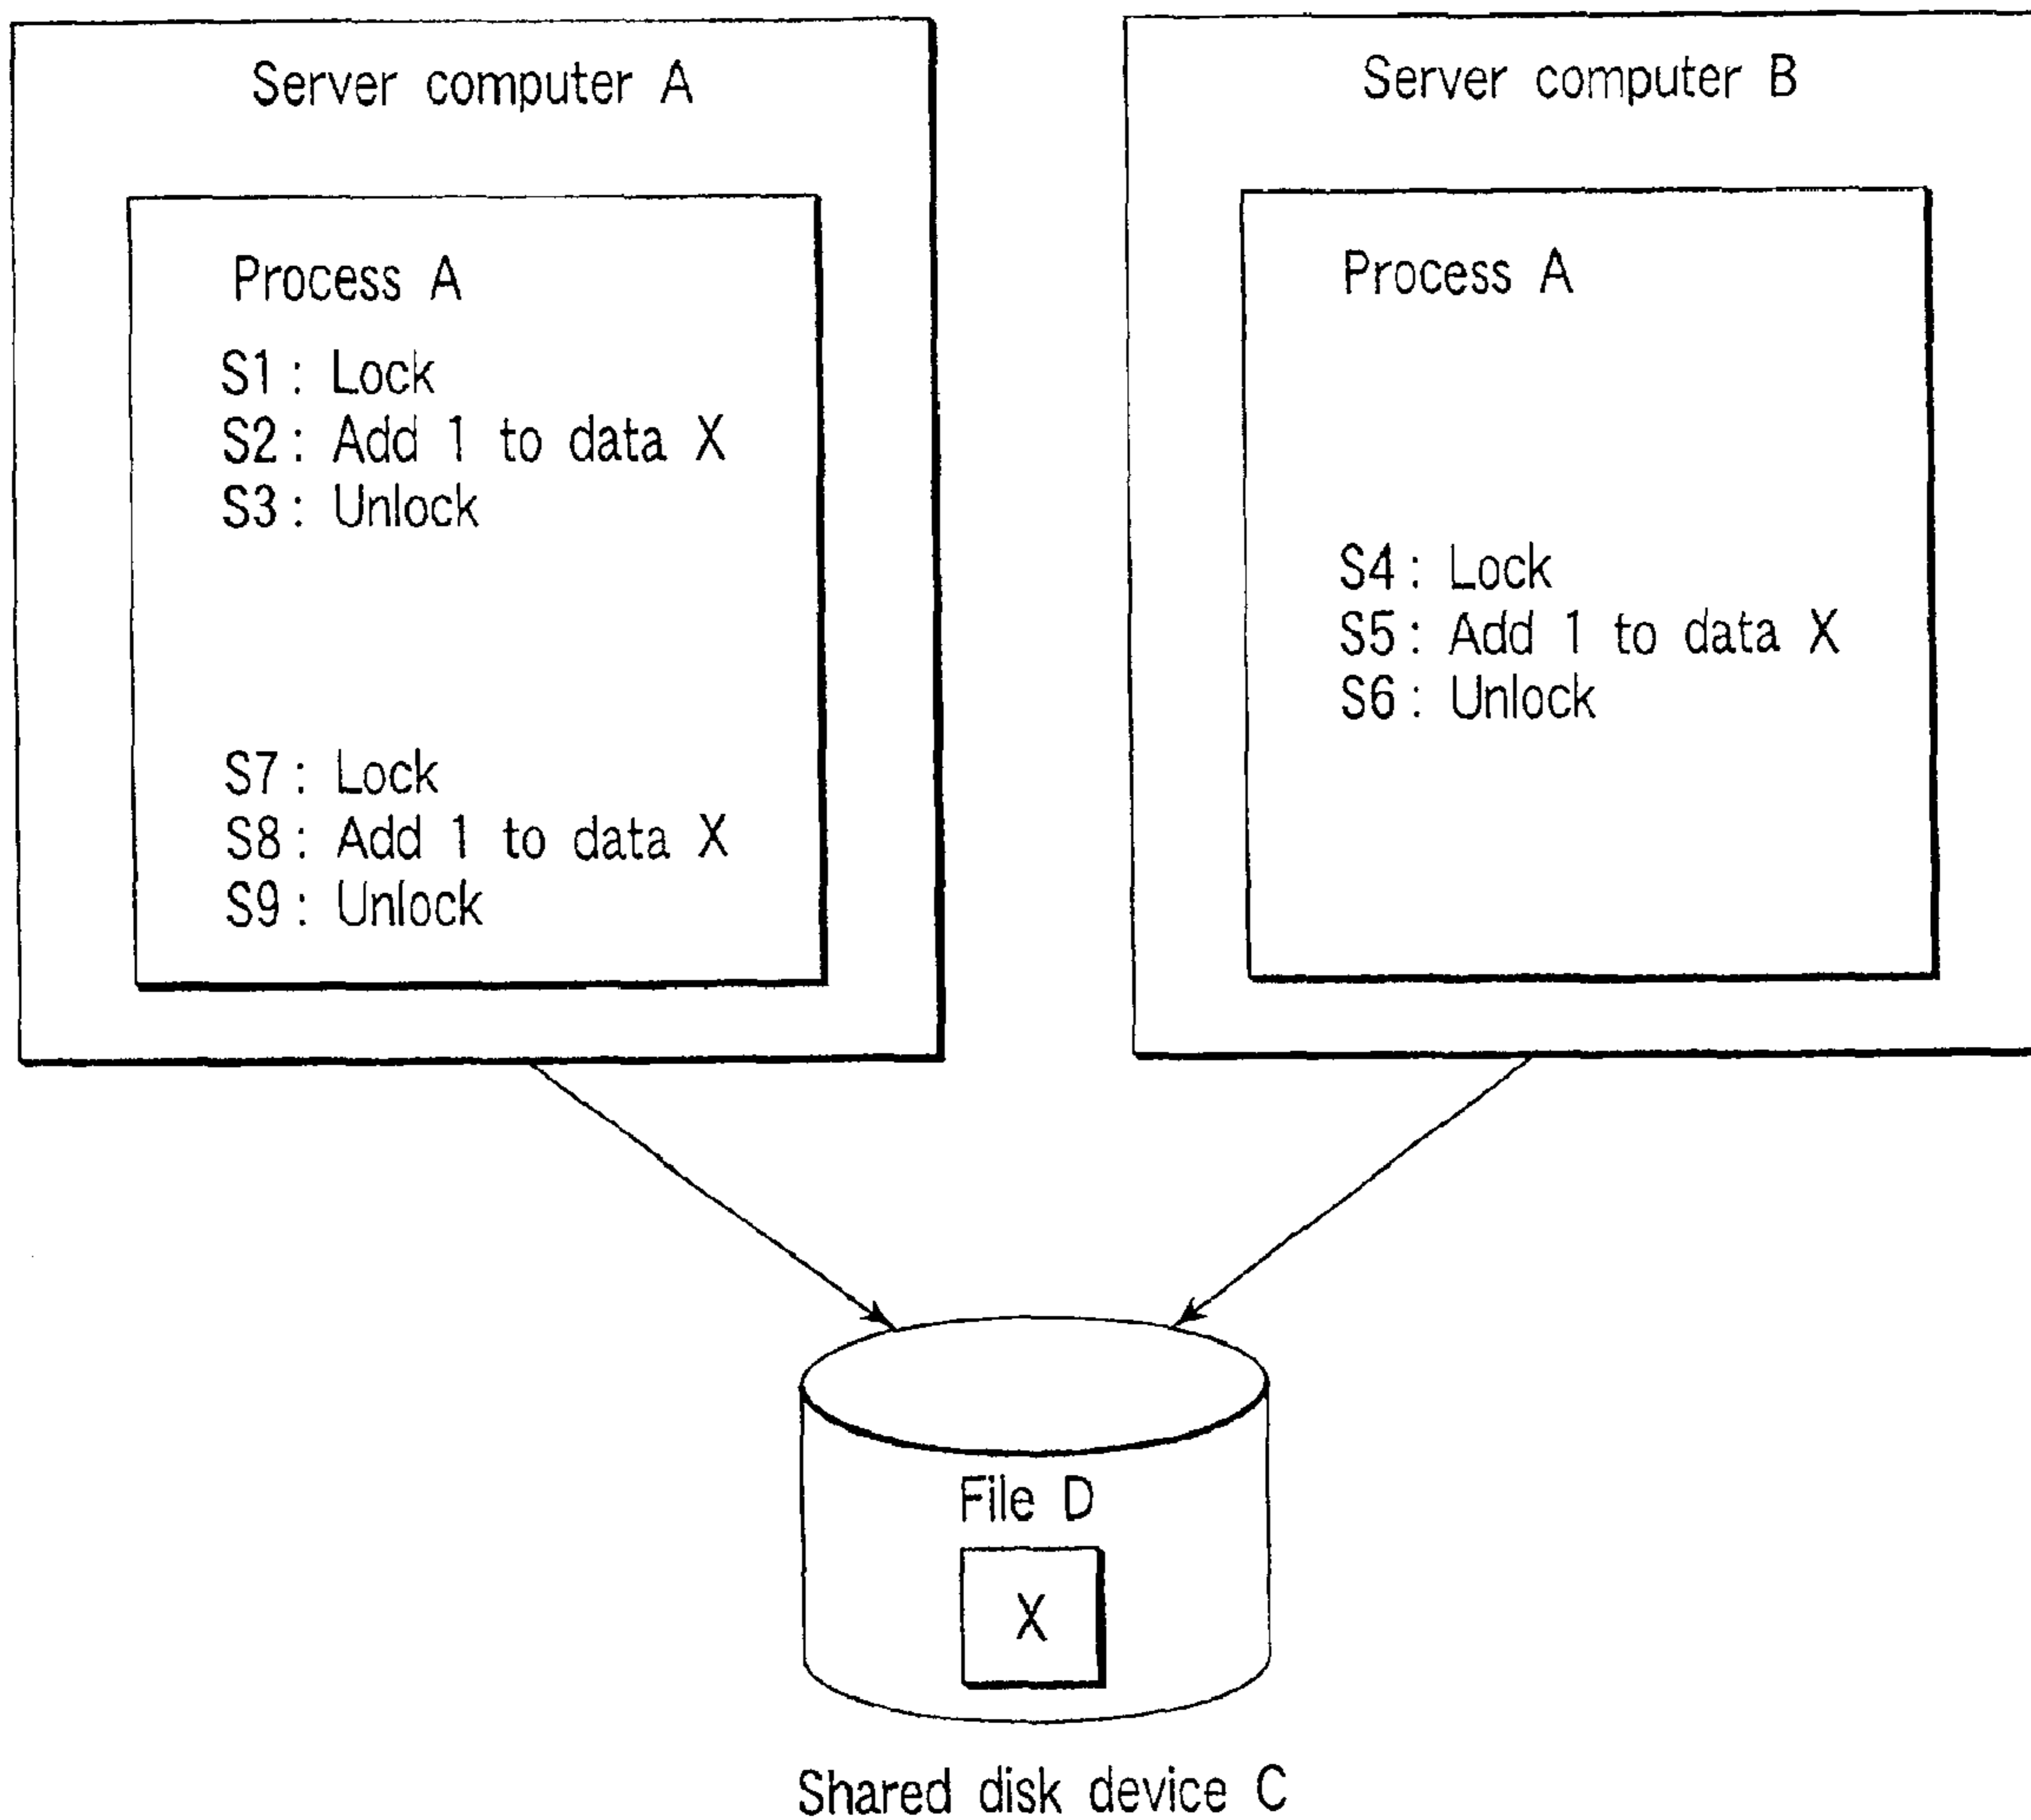 Server computer A
Process A
S1 : Lock
S2 : Add 1 to data X
S3 : Unlock
S7 : Lock
S8 : Add 1 to data X
S9 : Unlock
Server computer B
Process A
S4 : Lock
S5 : Add 1 to data X
S6 : Unlock
File D
X
Shared disk device C